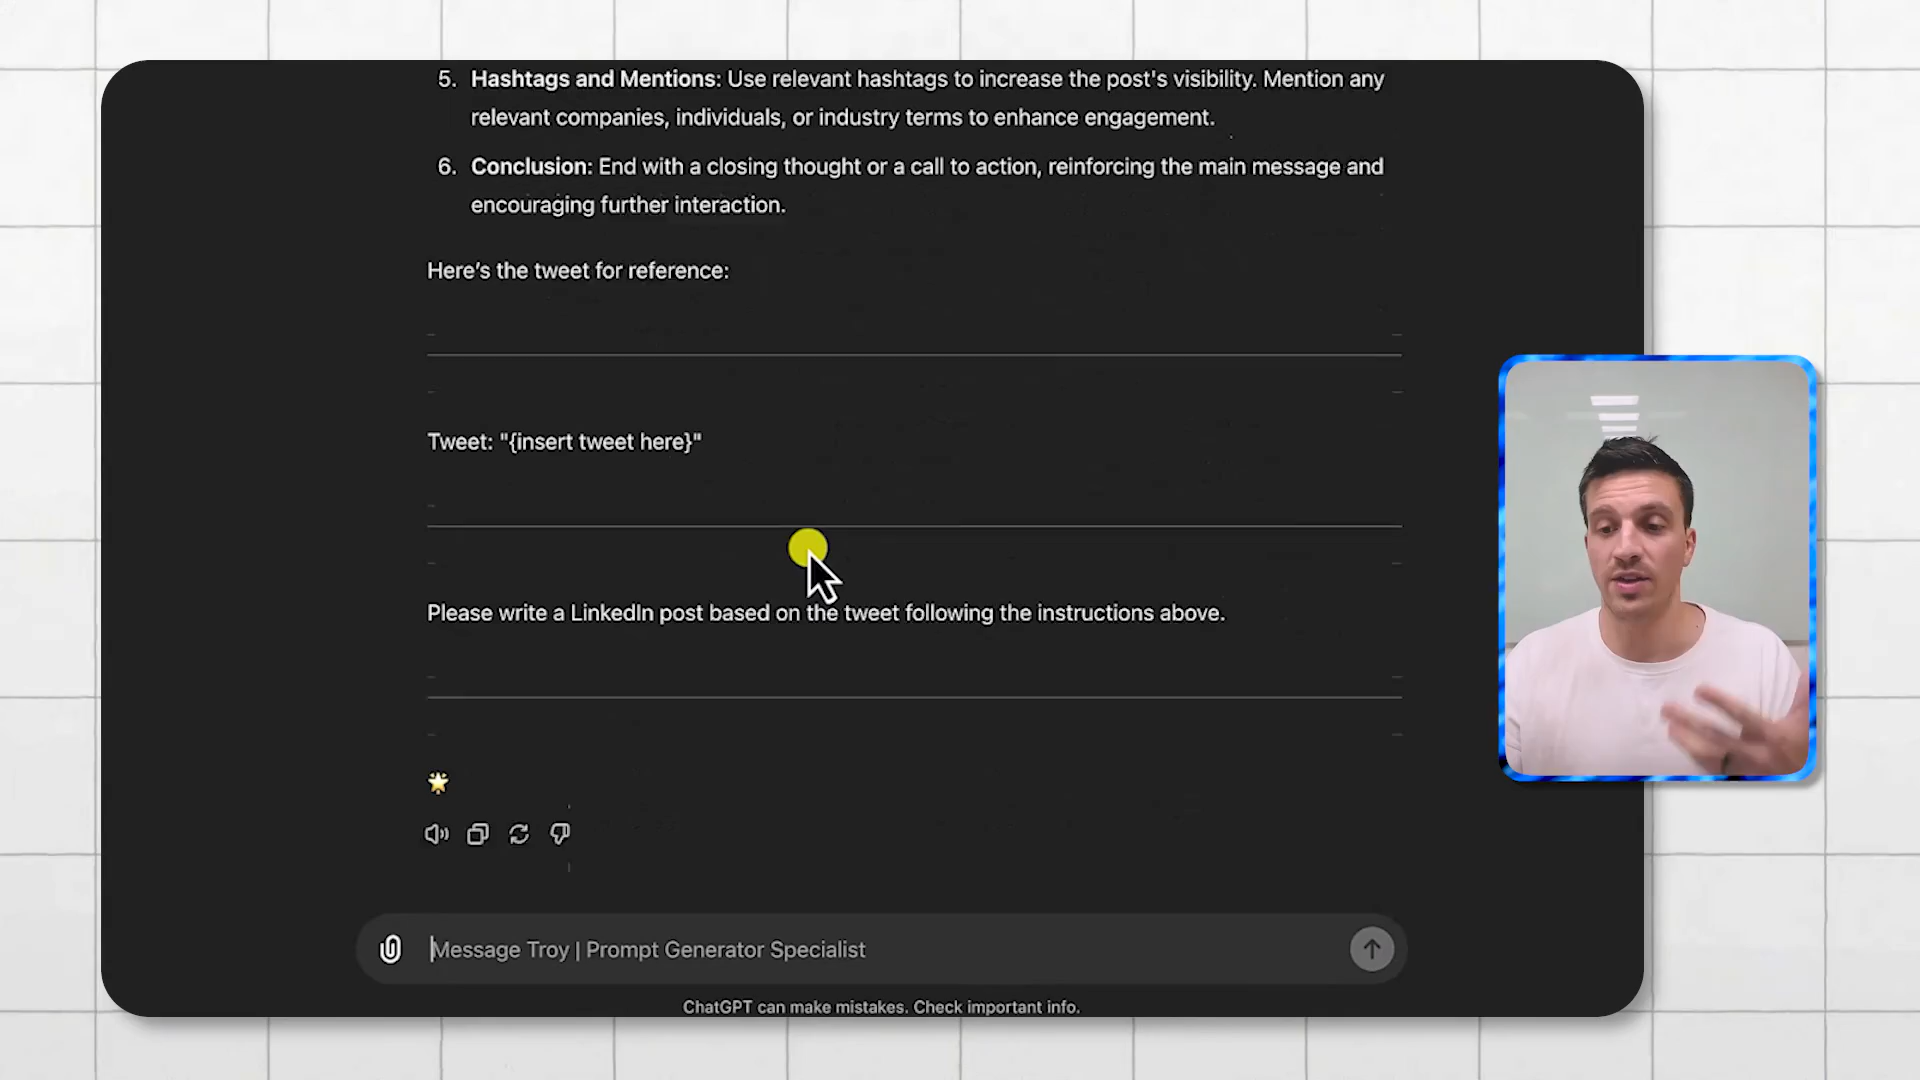 5. Hashtags and Mentions: Use relevant hashtags to increase the post's visibility. Mention any
relevant companies, individuals, or industry terms to enhance engagement.
6. Conclusion: End with a closing thought or a call to action, reinforcing the main message and
encouraging further interaction.
Here’s the tweet for reference:
Tweet: "{insert tweet here}"
Please write a LinkedIn post based on the tweet following the instructions above.
Message Troy | Prompt Generator Specialist
ChatGPT can make mistakes. Check important info.